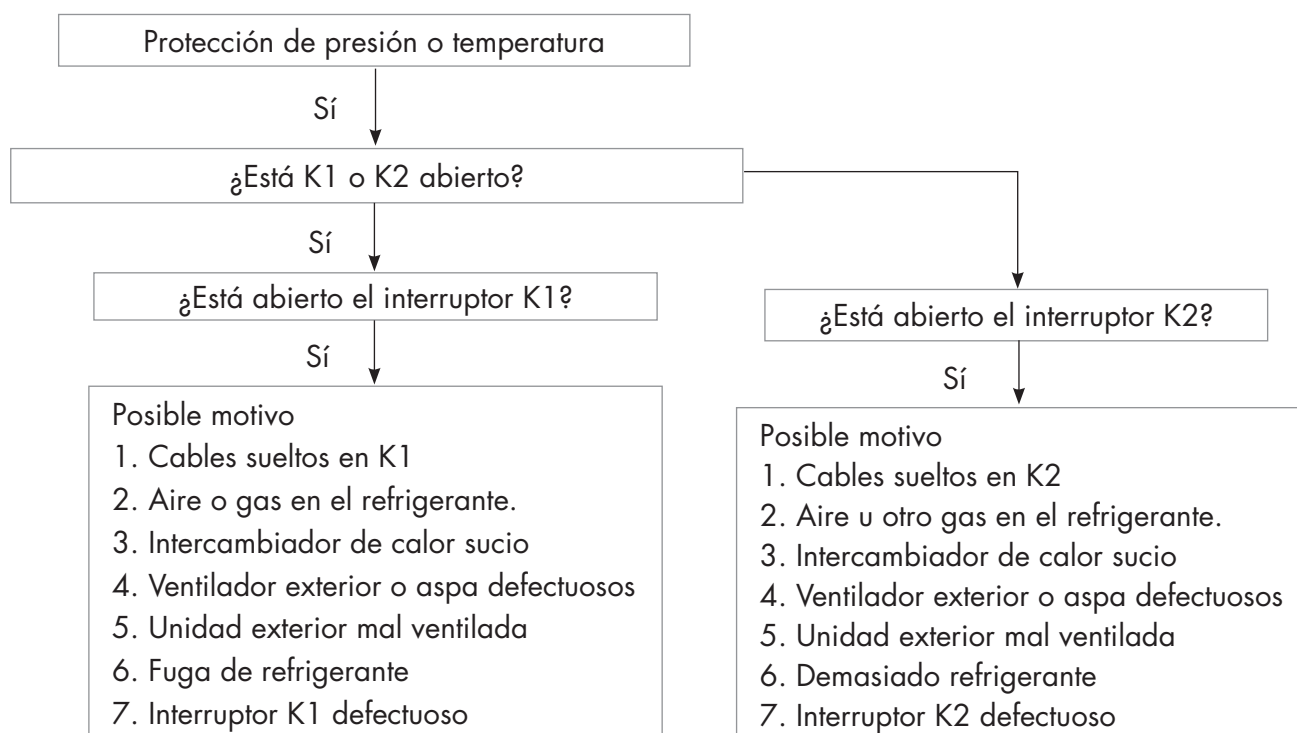 Protección de presión o temperatura
Sí
¿Está K1 o K2 abierto?
Sí
¿Está abierto el interruptor K1?
Sí
Posible motivo
1. Cables sueltos en K1
2. Aire o gas en el refrigerante.
3. Intercambiador de calor sucio
4. Ventilador exterior o aspa defectuosos
5. Unidad exterior mal ventilada
6. Fuga de refrigerante
7. Interruptor K1 defectuoso
¿Está abierto el interruptor K2?
Sí
Posible motivo
1. Cables sueltos en K2
2. Aire u otro gas en el refrigerante.
3. Intercambiador de calor sucio
4. Ventilador exterior o aspa defectuosos
5. Unidad exterior mal ventilada
6. Demasiado refrigerante
7. Interruptor K2 defectuoso